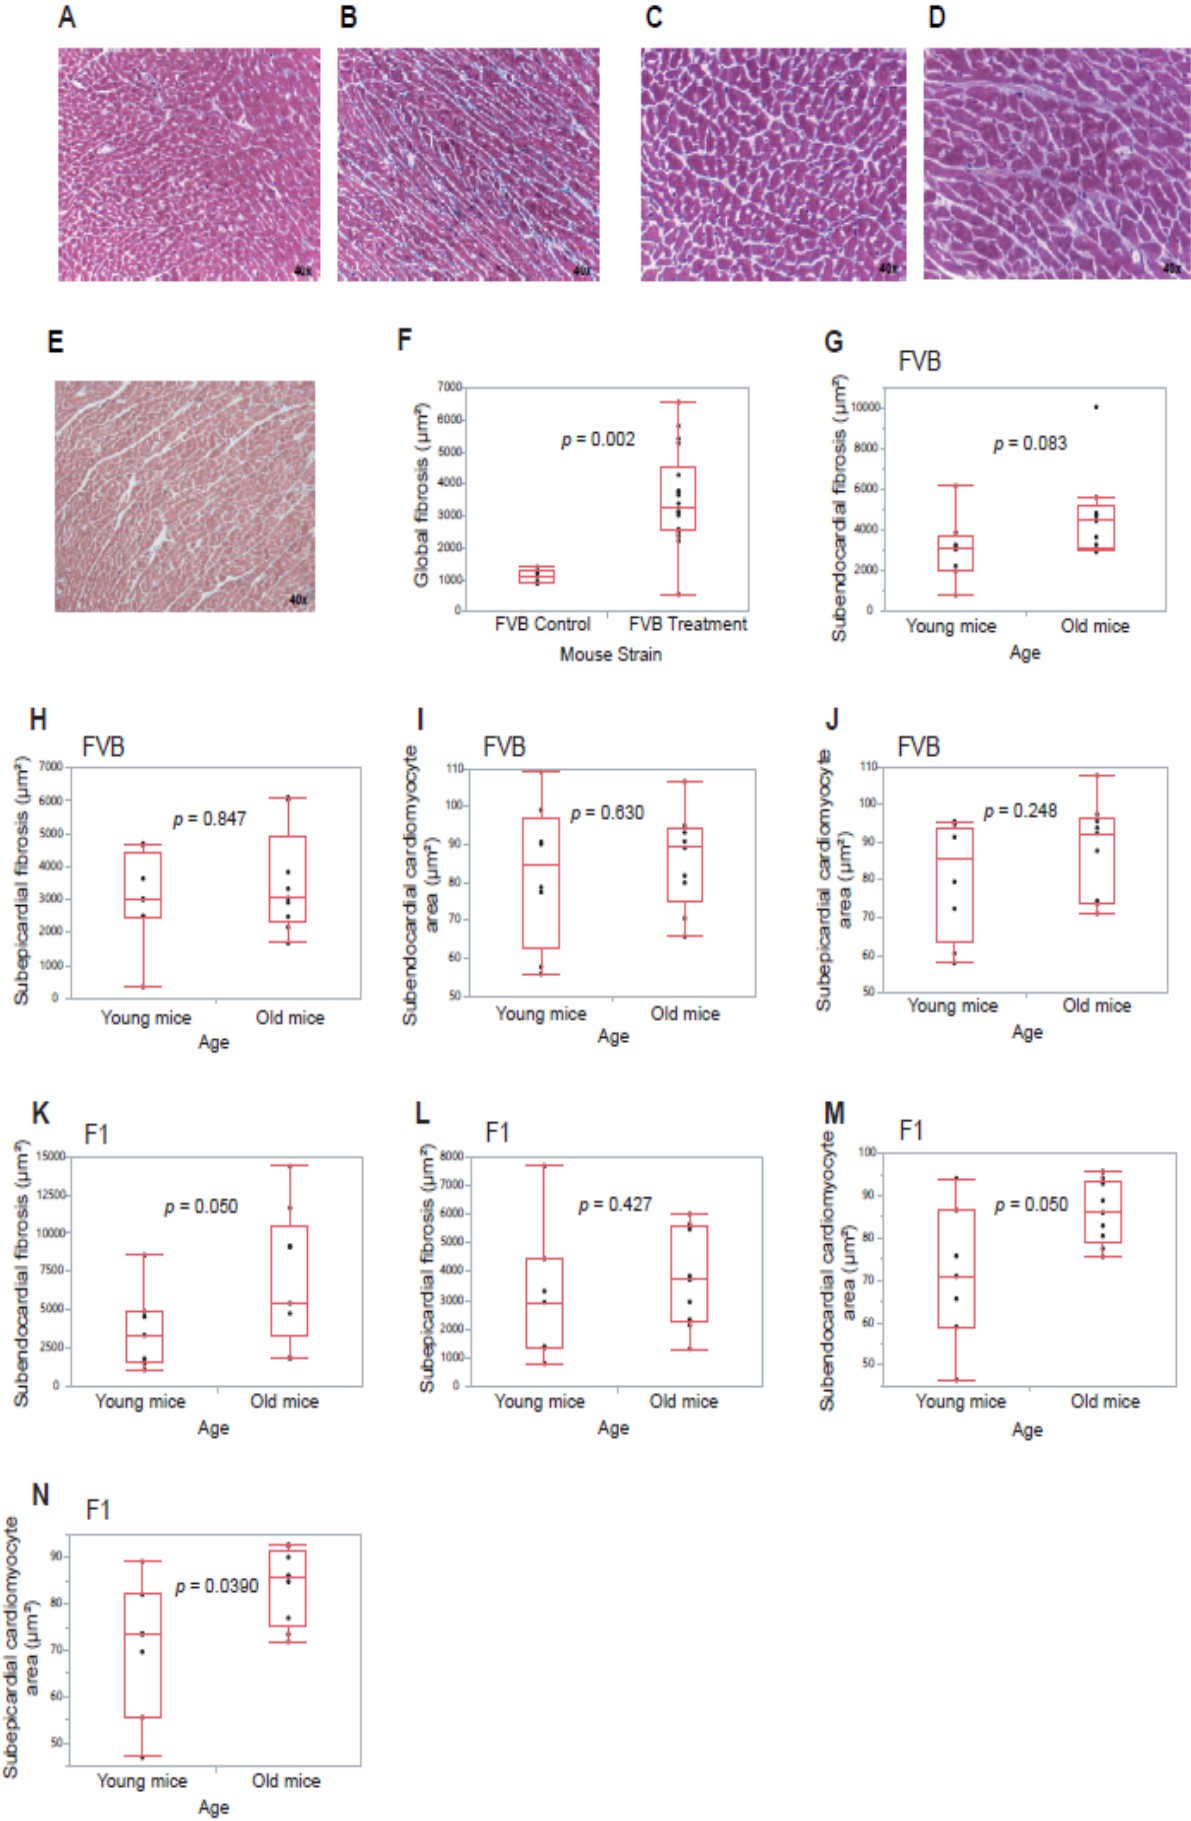 A
B
C
D
40x
40x
40x
40x
E
40x
F
Global fibrosis (µm²)
7000
6000
5000
4000
3000
2000
1000
0
p = 0.002
FVB Control
FVB Treatment
Mouse Strain
G
FVB
Subendocardial fibrosis (µm²)
10000
8000
6000
4000
2000
0
p = 0.083
Young mice
Old mice
Age
H
FVB
Subepicardial fibrosis (µm²)
7000
6000
5000
4000
3000
2000
1000
0
p = 0.847
Young mice
Old mice
Age
I
FVB
Subendocardial cardiomyocyte
area (µm²)
110
100
90
80
70
60
50
p = 0.630
Young mice
Old mice
Age
J
FVB
Subepicardial cardiomyocyte
area (µm²)
110
100
90
80
70
60
50
p = 0.248
Young mice
Old mice
Age
K
F1
Subendocardial fibrosis (µm²)
15000
12500
10000
7500
5000
2500
0
p = 0.050
Young mice
Old mice
Age
L
F1
Subepicardial fibrosis (µm²)
8000
7000
6000
5000
4000
3000
2000
1000
0
p = 0.427
Young mice
Old mice
Age
M
F1
Subendocardial cardiomyocyte
area (µm²)
100
90
80
70
60
50
p = 0.050
Young mice
Old mice
Age
N
F1
Subepicardial cardiomyocyte
area (µm²)
90
80
70
60
50
p = 0.0390
Young mice
Old mice
Age